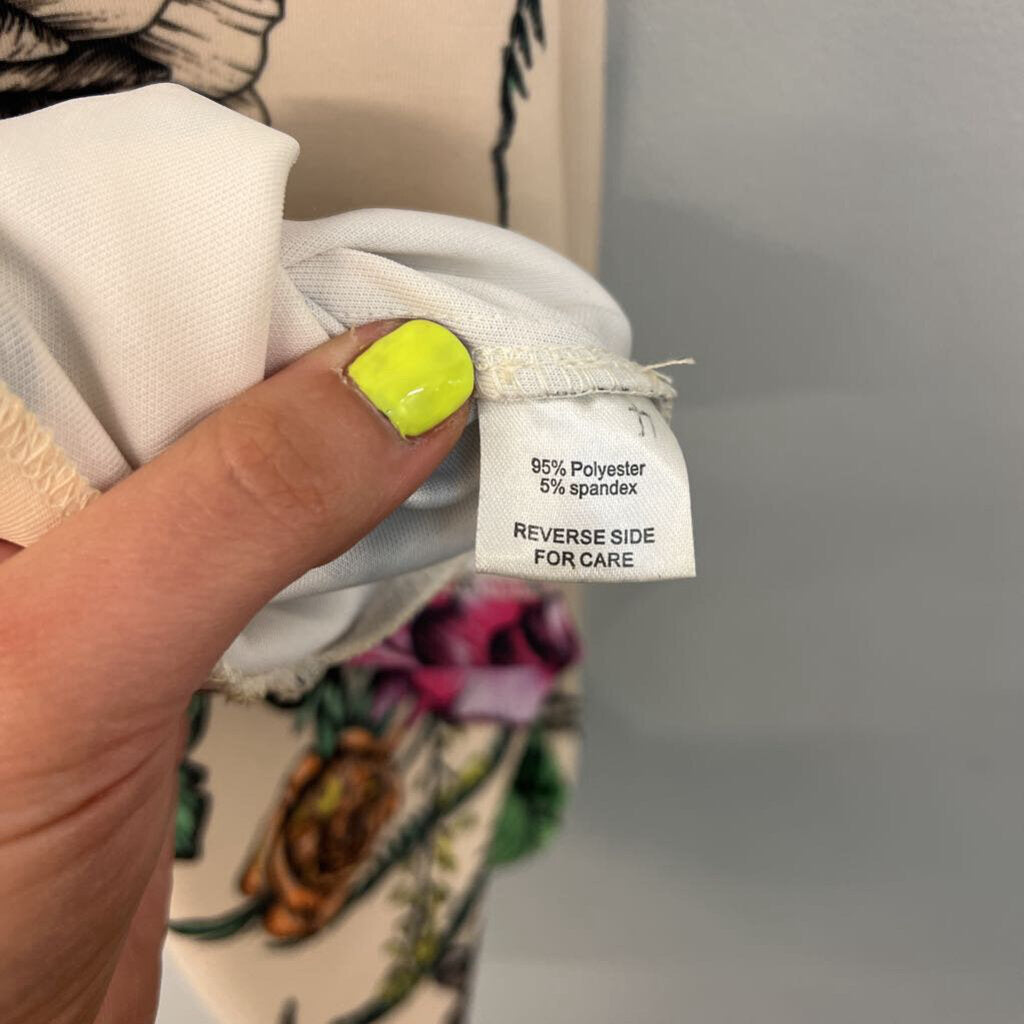 95% Polyester
5% spandex
REVERSE SIDE
FOR CARE